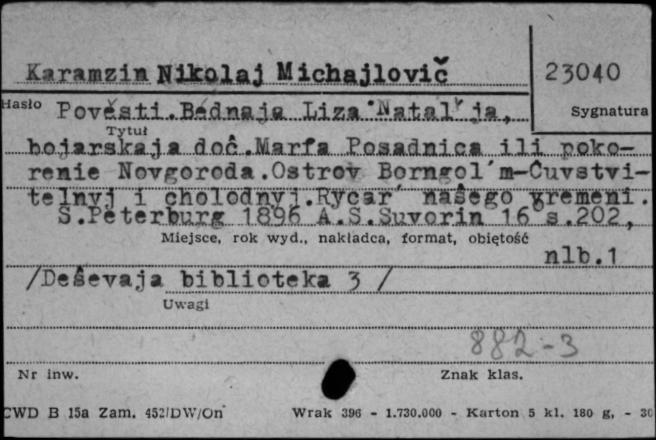 Karamzin Nikolaj Michajlovič
23040
Hasło
Sygnatura
Povésti.Bédnaja Liza.Natal'ja,
Tytuł
bojarskaja doč.Marfa Posadnica ili poko-
renie Novgoroda.Ostrov Borngol'm-Čuvstvi-
telnyj i cholodnyj.Rycar' našego vremeni.
S.Peterburg 1896 A.S.Suvorin 16° s.202,
Miejsce, rok wyd., nakładca, format, objętość
nlb.1
/Deševaja biblioteka 3 /
Uwagi
882-3
Nr inw.
Znak klas.
CWD B 15a Zam. 452/DW/On
Wrak 396 - 1.730.000 - Karton 5 kl. 180 g, -